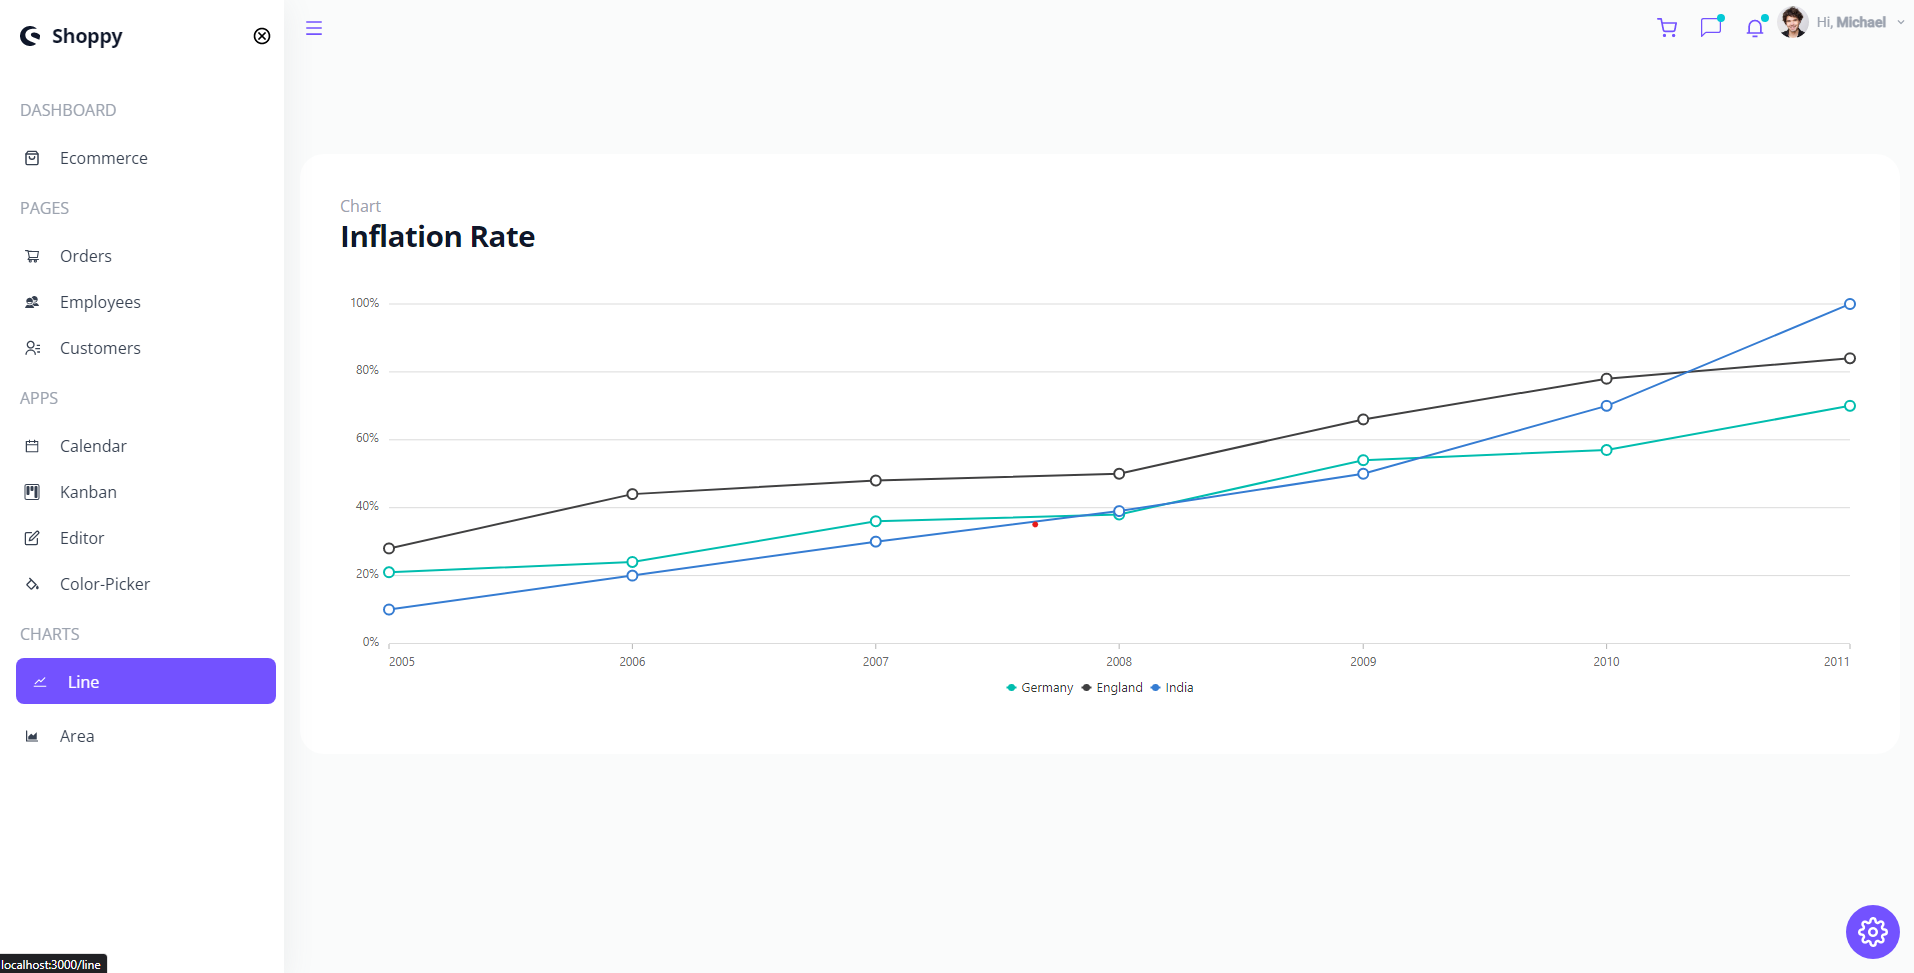 Shoppy
Hi, Michael
DASHBOARD
Ecommerce
PAGES
Orders
Employees
Customers
APPS
Calendar
Kanban
Editor
Color-Picker
CHARTS
Line
Area
Chart
Inflation Rate
100%
80%
60%
40%
20%
0%
2005 2006 2007 2008 2009 2010 2011
Germany England India
localhost:3000/line